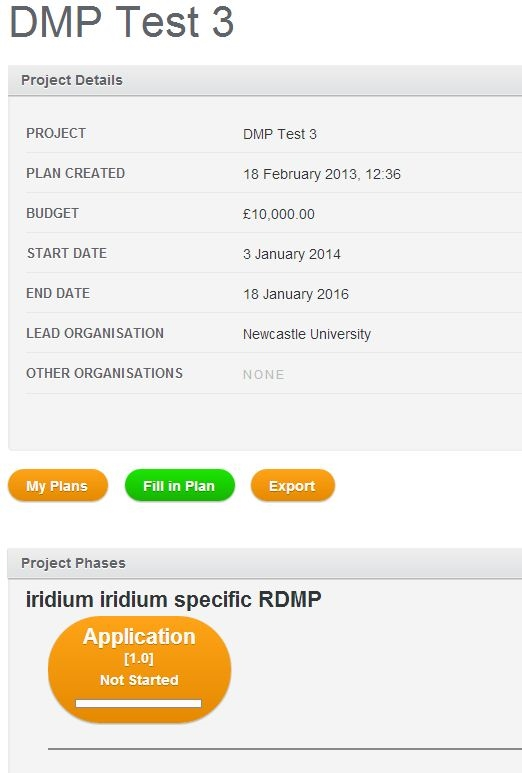 DMP Test 3
Project Details
PROJECT DMP Test 3
PLAN CREATED 18 February 2013, 12:36
BUDGET £10,000.00
START DATE 3 January 2014
END DATE 18 January 2016
LEAD ORGANISATION Newcastle University
OTHER ORGANISATIONS NONE
My Plans Fill in Plan Export
Project Phases
iridium iridium specific RDMP
Application
[1.0]
Not Started